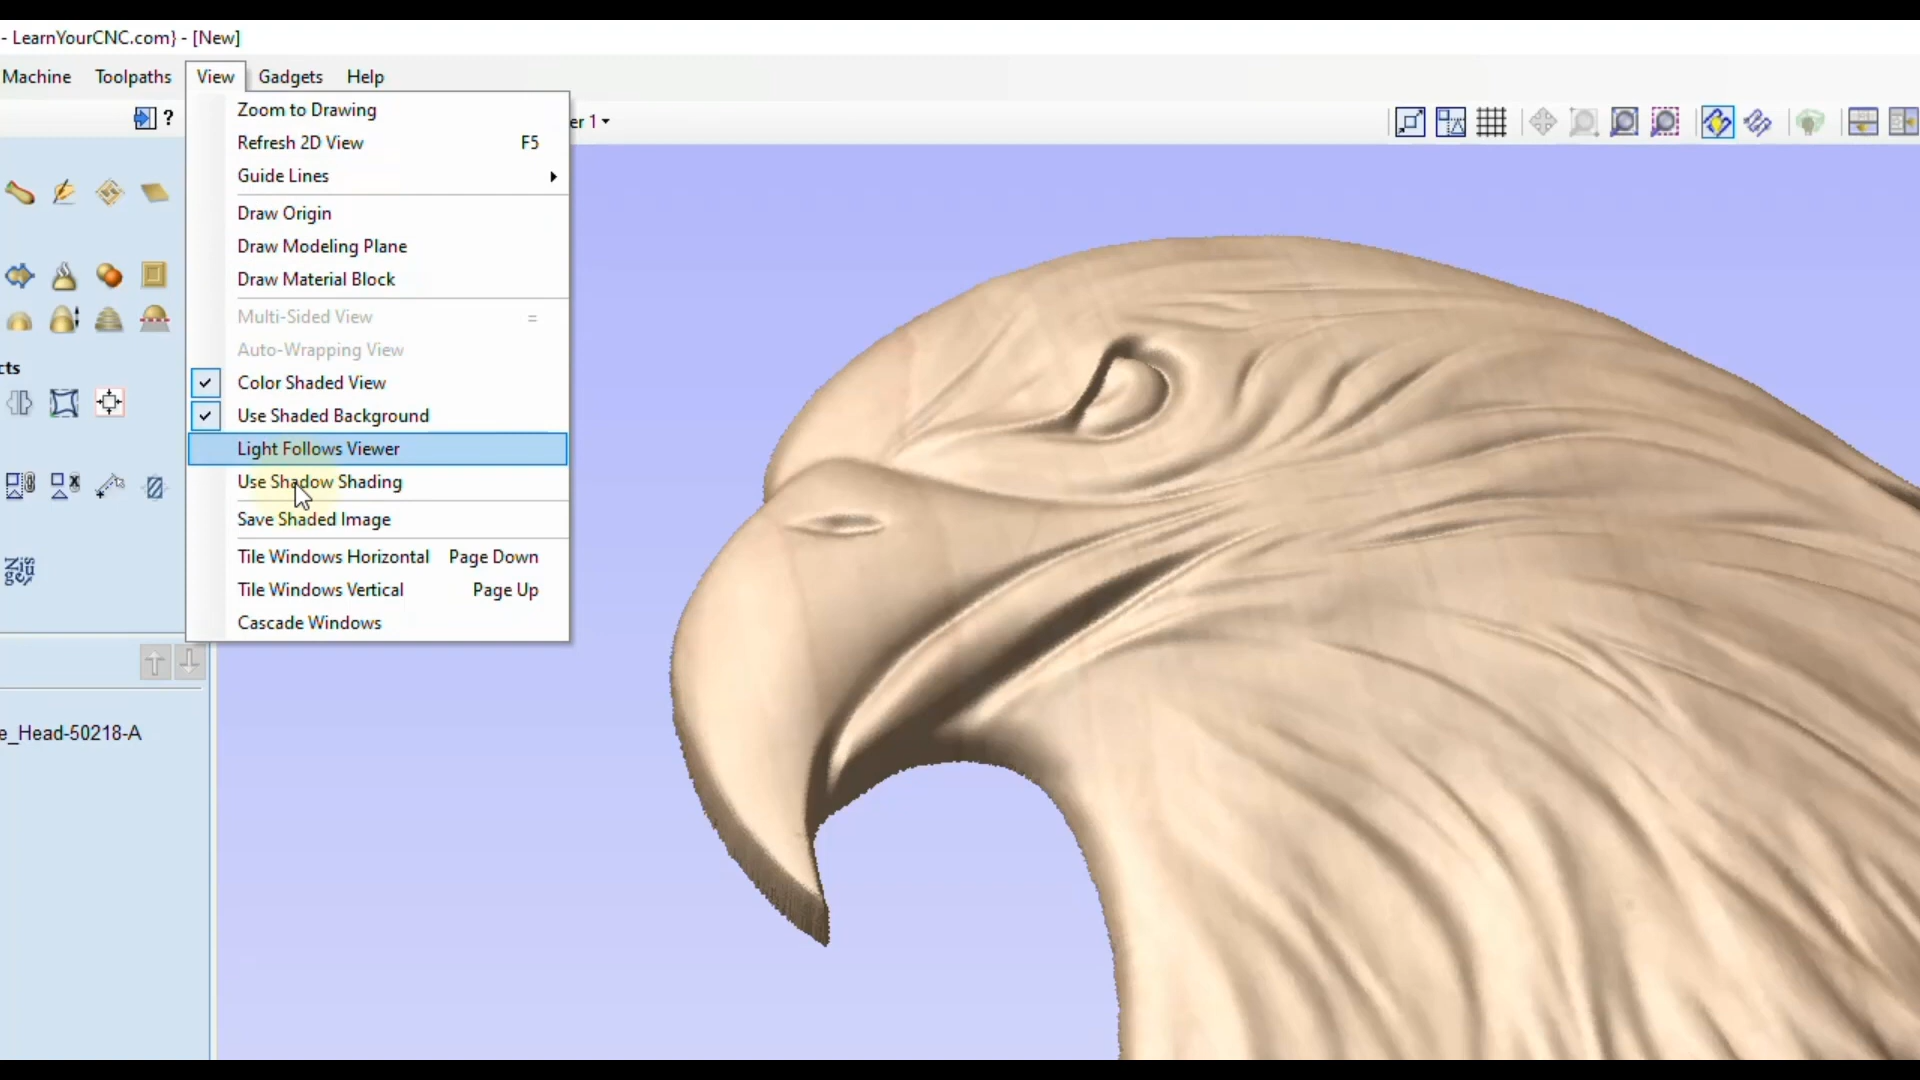 - LearnYourCNC.com} - [New]
Machine Toolpaths View Gadgets Help
?
er 1
Zoom to Drawing
Refresh 2D View F5
Guide Lines
Draw Origin
Draw Modeling Plane
Draw Material Block
Multi-Sided View =
Auto-Wrapping View
Color Shaded View
Use Shaded Background
Light Follows Viewer
Use Shadow Shading
Save Shaded Image
Tile Windows Horizontal Page Down
Tile Windows Vertical Page Up
Cascade Windows
cts
e_Head-50218-A